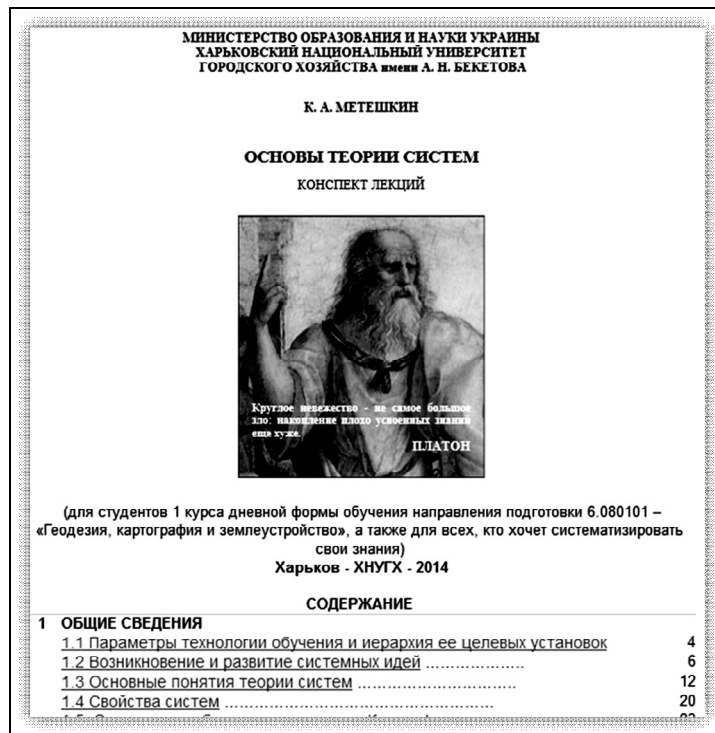 МИНИСТЕРСТВО ОБРАЗОВАНИЯ И НАУКИ УКРАИНЫ
ХАРЬКОВСКИЙ НАЦИОНАЛЬНЫЙ УНИВЕРСИТЕТ
ГОРОДСКОГО ХОЗЯЙСТВА имени А. Н. БЕКЕТОВА
К. А. МЕТЕШКИН
ОСНОВЫ ТЕОРИИ СИСТЕМ
КОНСПЕКТ ЛЕКЦИЙ
Круглое невежество - не самое большое
зло: накопление плохо усвоенных знаний
еще хуже.
ПЛАТОН
(для студентов 1 курса дневной формы обучения направления подготовки 6.080101 –
«Геодезия, картография и землеустройство», а также для всех, кто хочет систематизировать
свои знания)
Харьков - ХНУГХ - 2014
СОДЕРЖАНИЕ
1 ОБЩИЕ СВЕДЕНИЯ
1.1 Параметры технологии обучения и иерархия ее целевых установок 4
1.2 Возникновение и развитие системных идей .................... 6
1.3 Основные понятия теории систем ............................ 12
1.4 Свойства систем ................................................ 20